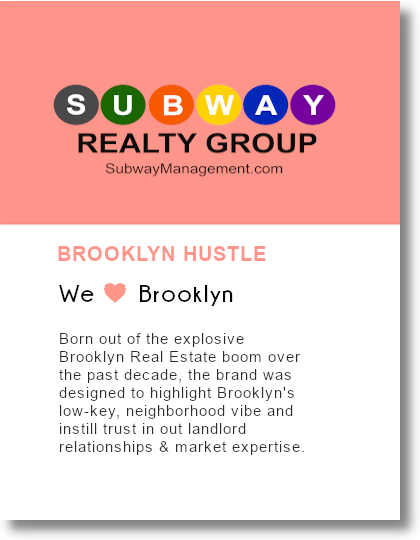 SUBWAY
REALTY GROUP
SubwayManagement.com
BROOKLYN HUSTLE
We Brooklyn
Born out of the explosive
Brooklyn Real Estate boom over
the past decade, the brand was
designed to highlight Brooklyn's
low-key, neighborhood vibe and
instill trust in out landlord
relationships & market expertise.